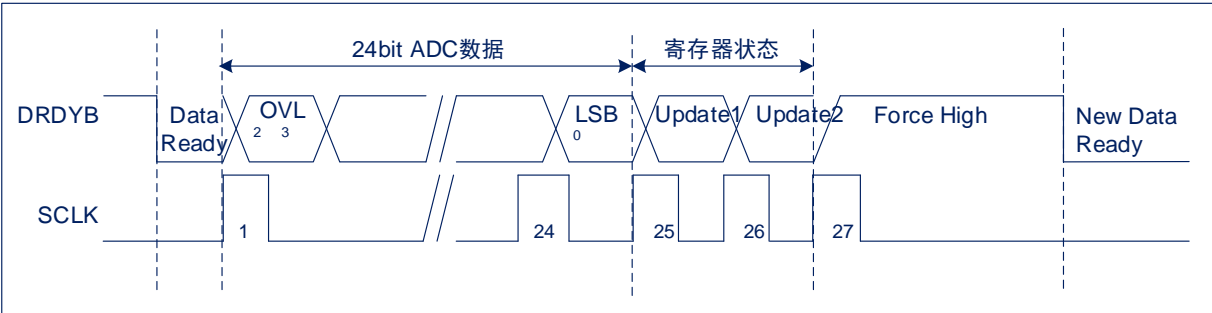 24bit ADC数据
寄存器状态
DRDYB
Data
Ready
OVL
2 3
LSB
0
Update1
Update2
Force High
New Data
Ready
SCLK
1
24
25
26
27